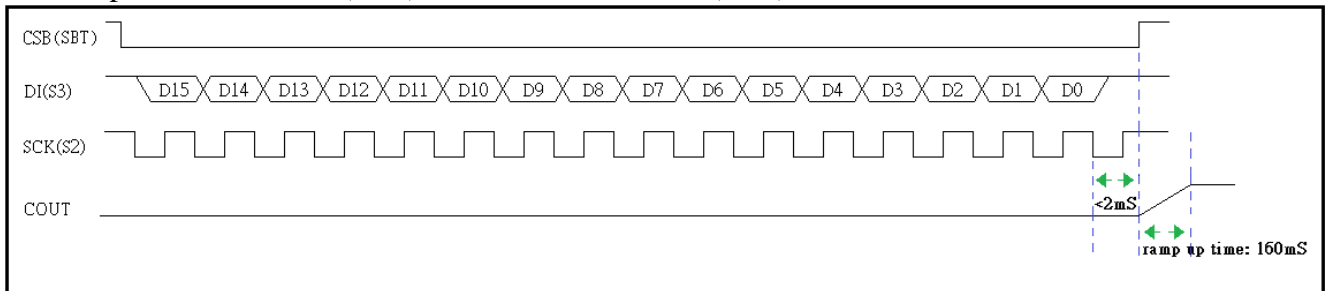 CSB(SBT)
DI(S3) D15 D14 D13 D12 D11 D10 D9 D8 D7 D6 D5 D4 D3 D2 D1 D0
SCK(S2)
<2mS
COUT
ramp up time: 160mS